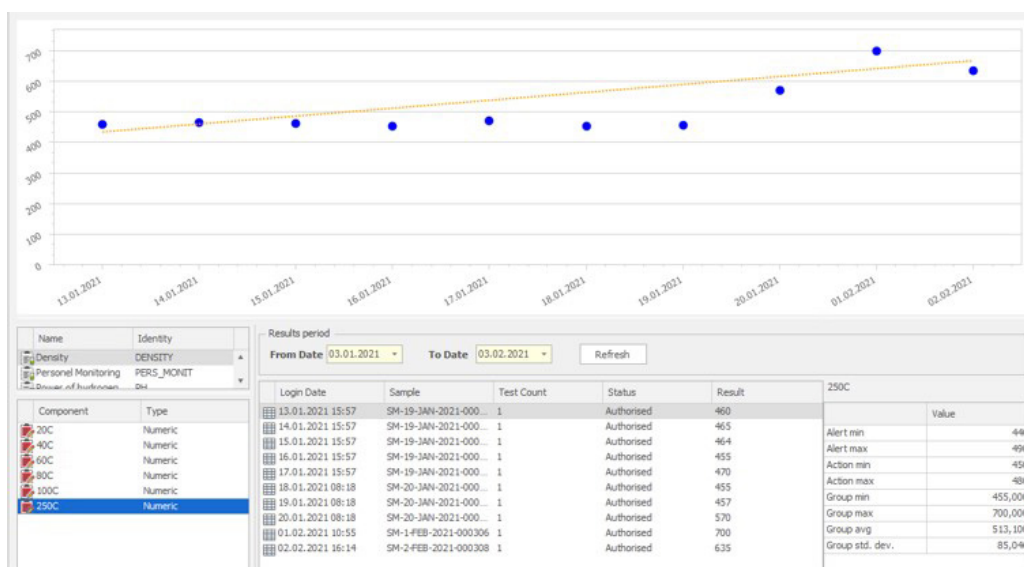 700
600
500
400
300
200
100
0
13.01.2021 14.01.2021 15.01.2021 16.01.2021 17.01.2021 18.01.2021 19.01.2021 20.01.2021 01.02.2021 02.02.2021
Name Identity
Density DENSITY
Personel Monitoring PERS_MONIT
Power of hydrogen PH
Component Type
20C Numeric
40C Numeric
60C Numeric
80C Numeric
100C Numeric
250C Numeric
Results period
From Date 03.01.2021 To Date 03.02.2021 Refresh
Login Date Sample Test Count Status Result
13.01.2021 15:57 SM-19-JAN-2021-000... 1 Authorised 460
14.01.2021 15:57 SM-19-JAN-2021-000... 1 Authorised 465
15.01.2021 15:57 SM-19-JAN-2021-000... 1 Authorised 464
16.01.2021 15:57 SM-19-JAN-2021-000... 1 Authorised 455
17.01.2021 15:57 SM-19-JAN-2021-000... 1 Authorised 470
18.01.2021 08:18 SM-20-JAN-2021-000... 1 Authorised 455
19.01.2021 08:18 SM-20-JAN-2021-000... 1 Authorised 457
20.01.2021 08:18 SM-20-JAN-2021-000... 1 Authorised 570
01.02.2021 10:55 SM-1-FEB-2021-000306 1 Authorised 700
02.02.2021 16:14 SM-2-FEB-2021-000308 1 Authorised 635
250C
Value
Alert min
Alert max
Action min
Action max
Group min
Group max
Group avg
Group std. dev.